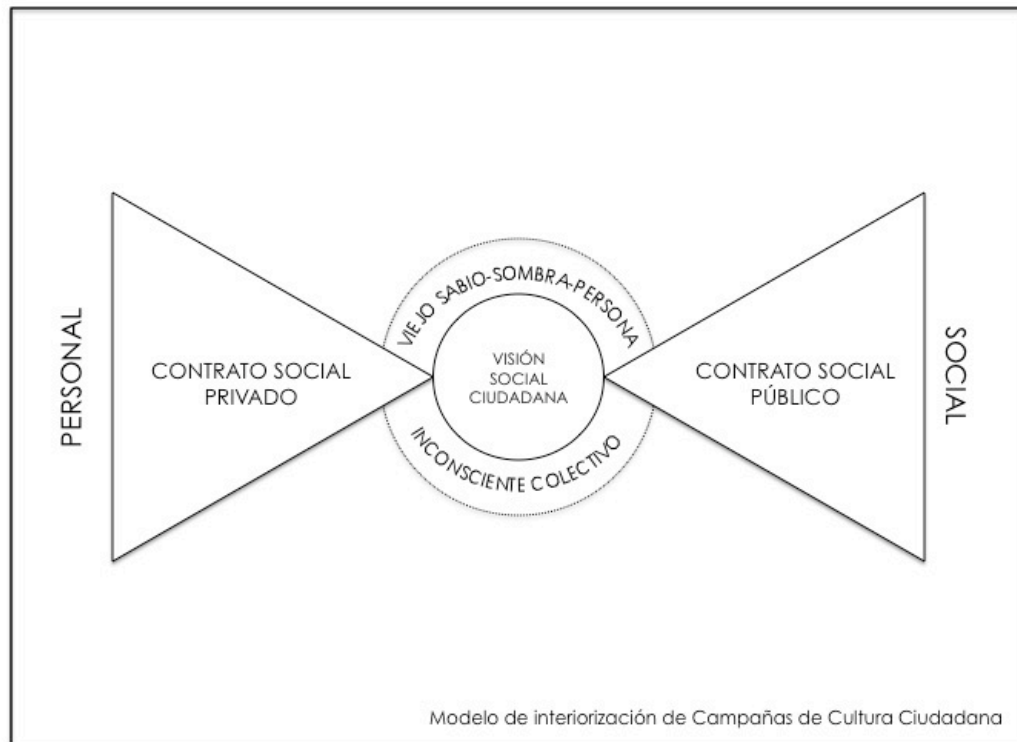 PERSONAL
CONTRATO SOCIAL
PRIVADO
VIEJO SABIO-SOMBRA-PERSONA
VISIÓN
SOCIAL
CIUDADANA
INCONSCIENTE COLECTIVO
CONTRATO SOCIAL
PÚBLICO
SOCIAL
Modelo de interiorización de Campañas de Cultura Ciudadana